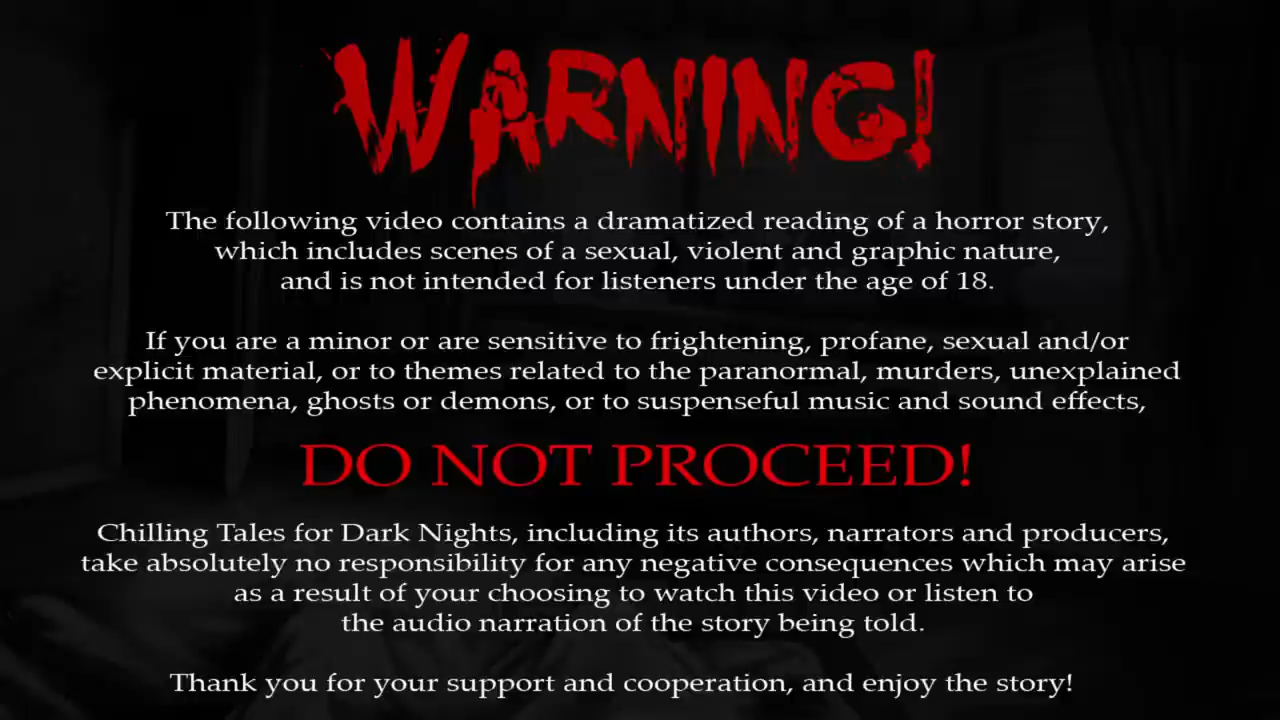 WARNING!
The following video contains a dramatized reading of a horror story,
which includes scenes of a sexual, violent and graphic nature,
and is not intended for listeners under the age of 18.
If you are a minor or are sensitive to frightening, profane, sexual and/or
explicit material, or to themes related to the paranormal, murders, unexplained
phenomena, ghosts or demons, or to suspenseful music and sound effects,
DO NOT PROCEED!
Chilling Tales for Dark Nights, including its authors, narrators and producers,
take absolutely no responsibility for any negative consequences which may arise
as a result of your choosing to watch this video or listen to
the audio narration of the story being told.
Thank you for your support and cooperation, and enjoy the story!